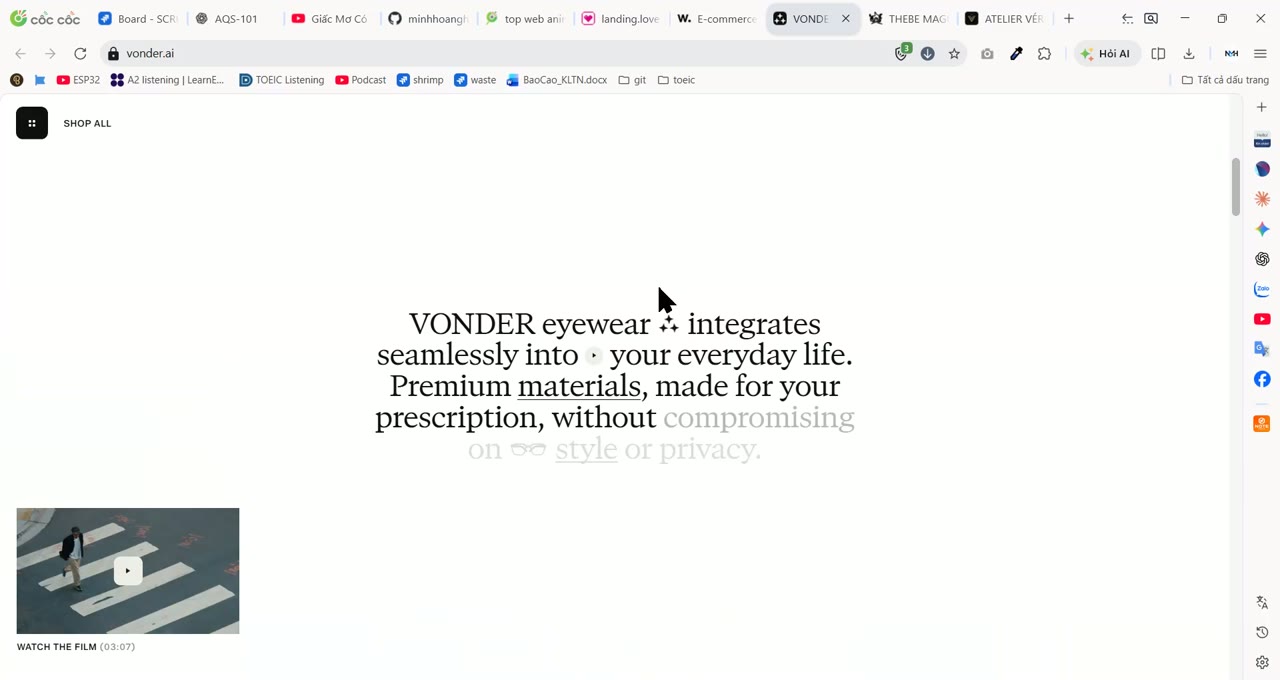 cốc cốc
Board - SCR
AQS-101
Giấc Mơ Có
minhhoangh
top web ani
landing.love
E-commerce
VONDE
THEBE MAG
ATELIER VÉR
vonder.ai
3
Hỏi AI
ESP32
A2 listening | LearnE...
TOEIC Listening
Podcast
shrimp
waste
BaoCao_KLTN.docx
git
toeic
Tất cả dấu trang
SHOP ALL
VONDER eyewear integrates
seamlessly into your everyday life.
Premium materials, made for your
prescription, without compromising
on style or privacy.
WATCH THE FILM (03:07)
Zalo